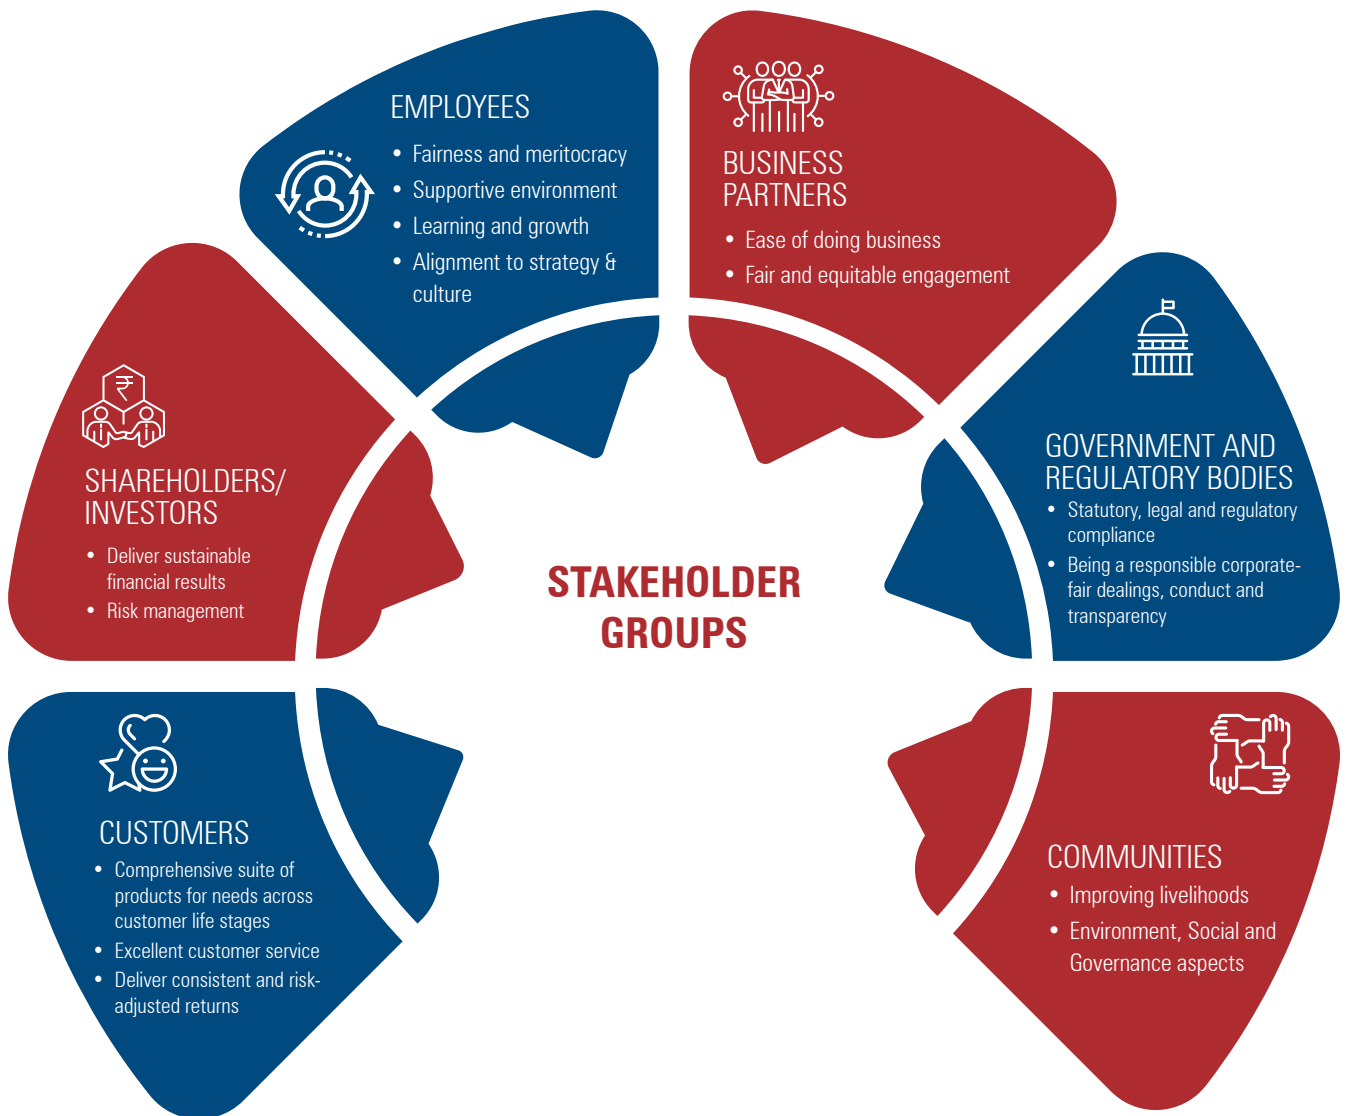 EMPLOYEES
• Fairness and meritocracy
• Supportive environment
• Learning and growth
• Alignment to strategy &
culture
BUSINESS
PARTNERS
• Ease of doing business
• Fair and equitable engagement
SHAREHOLDERS/
INVESTORS
• Deliver sustainable
financial results
• Risk management
GOVERNMENT AND
REGULATORY BODIES
• Statutory, legal and regulatory
compliance
• Being a responsible corporate-
fair dealings, conduct and
transparency
STAKEHOLDER
GROUPS
CUSTOMERS
• Comprehensive suite of
products for needs across
customer life stages
• Excellent customer service
• Deliver consistent and risk-
adjusted returns
COMMUNITIES
• Improving livelihoods
• Environment, Social and
Governance aspects
₹